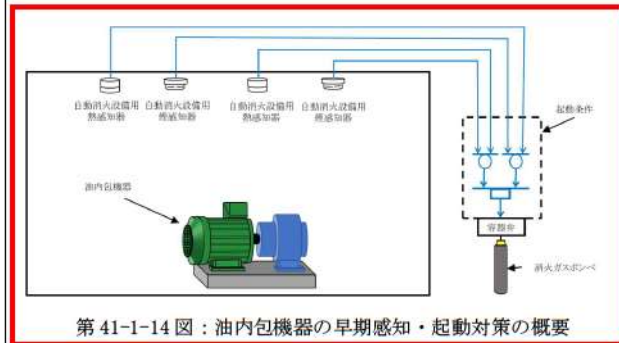 自動消火設備用
熱感知器
自動消火設備用
煙感知器
自動消火設備用
熱感知器
自動消火設備用
煙感知器
起動条件
油内包機器
容器弁
消火ガスボンベ
第 41-1-14 図：油内包機器の早期感知・起動対策の概要